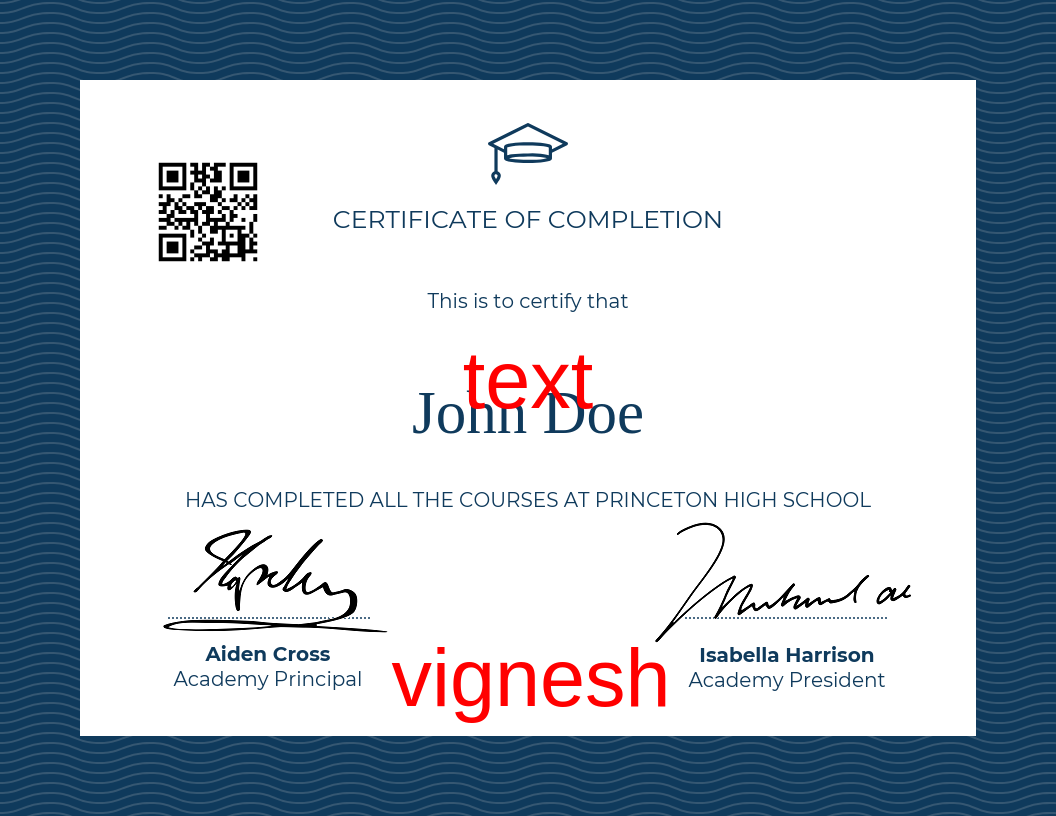 CERTIFICATE OF COMPLETION
This is to certify that
text
John Doe
HAS COMPLETED ALL THE COURSES AT PRINCETON HIGH SCHOOL
Aiden Cross
Academy Principal
vignesh
Isabella Harrison
Academy President